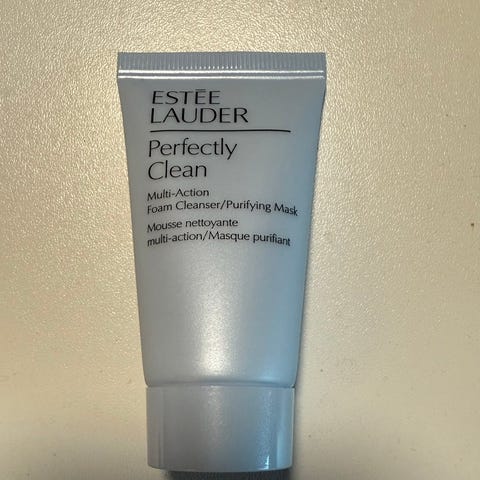 ESTĒE
LAUDER
Perfectly
Clean
Multi-Action
Foam Cleanser/Purifying Mask
Mousse nettoyante
multi-action/Masque purifiant